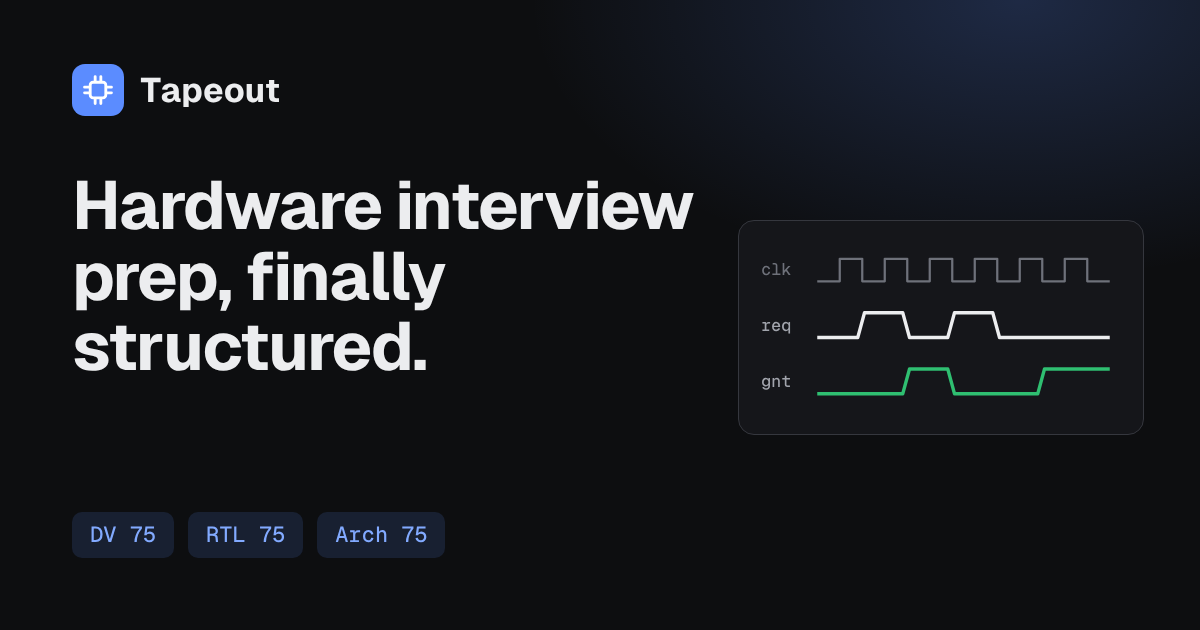 Tapeout
Hardware interview
prep, finally
structured.
clk
req
gnt
DV 75
RTL 75
Arch 75